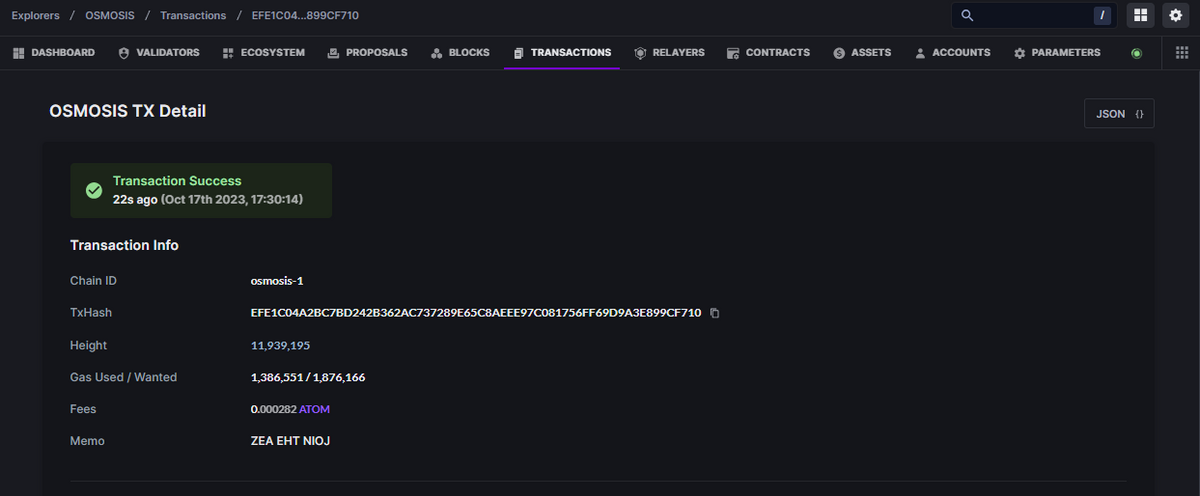 Explorers / OSMOSIS / Transactions / EFE1C04...899CF710
/
DASHBOARD VALIDATORS ECOSYSTEM PROPOSALS BLOCKS TRANSACTIONS RELAYERS CONTRACTS ASSETS ACCOUNTS PARAMETERS
OSMOSIS TX Detail
JSON {}
Transaction Success
22s ago (Oct 17th 2023, 17:30:14)
Transaction Info
Chain ID osmosis-1
TxHash EFE1C04A2BC7BD242B362AC737289E65C8AEEE97C081756FF69D9A3E899CF710
Height 11,939,195
Gas Used / Wanted 1,386,551 / 1,876,166
Fees 0.000282 ATOM
Memo ZEA EHT NIOJ